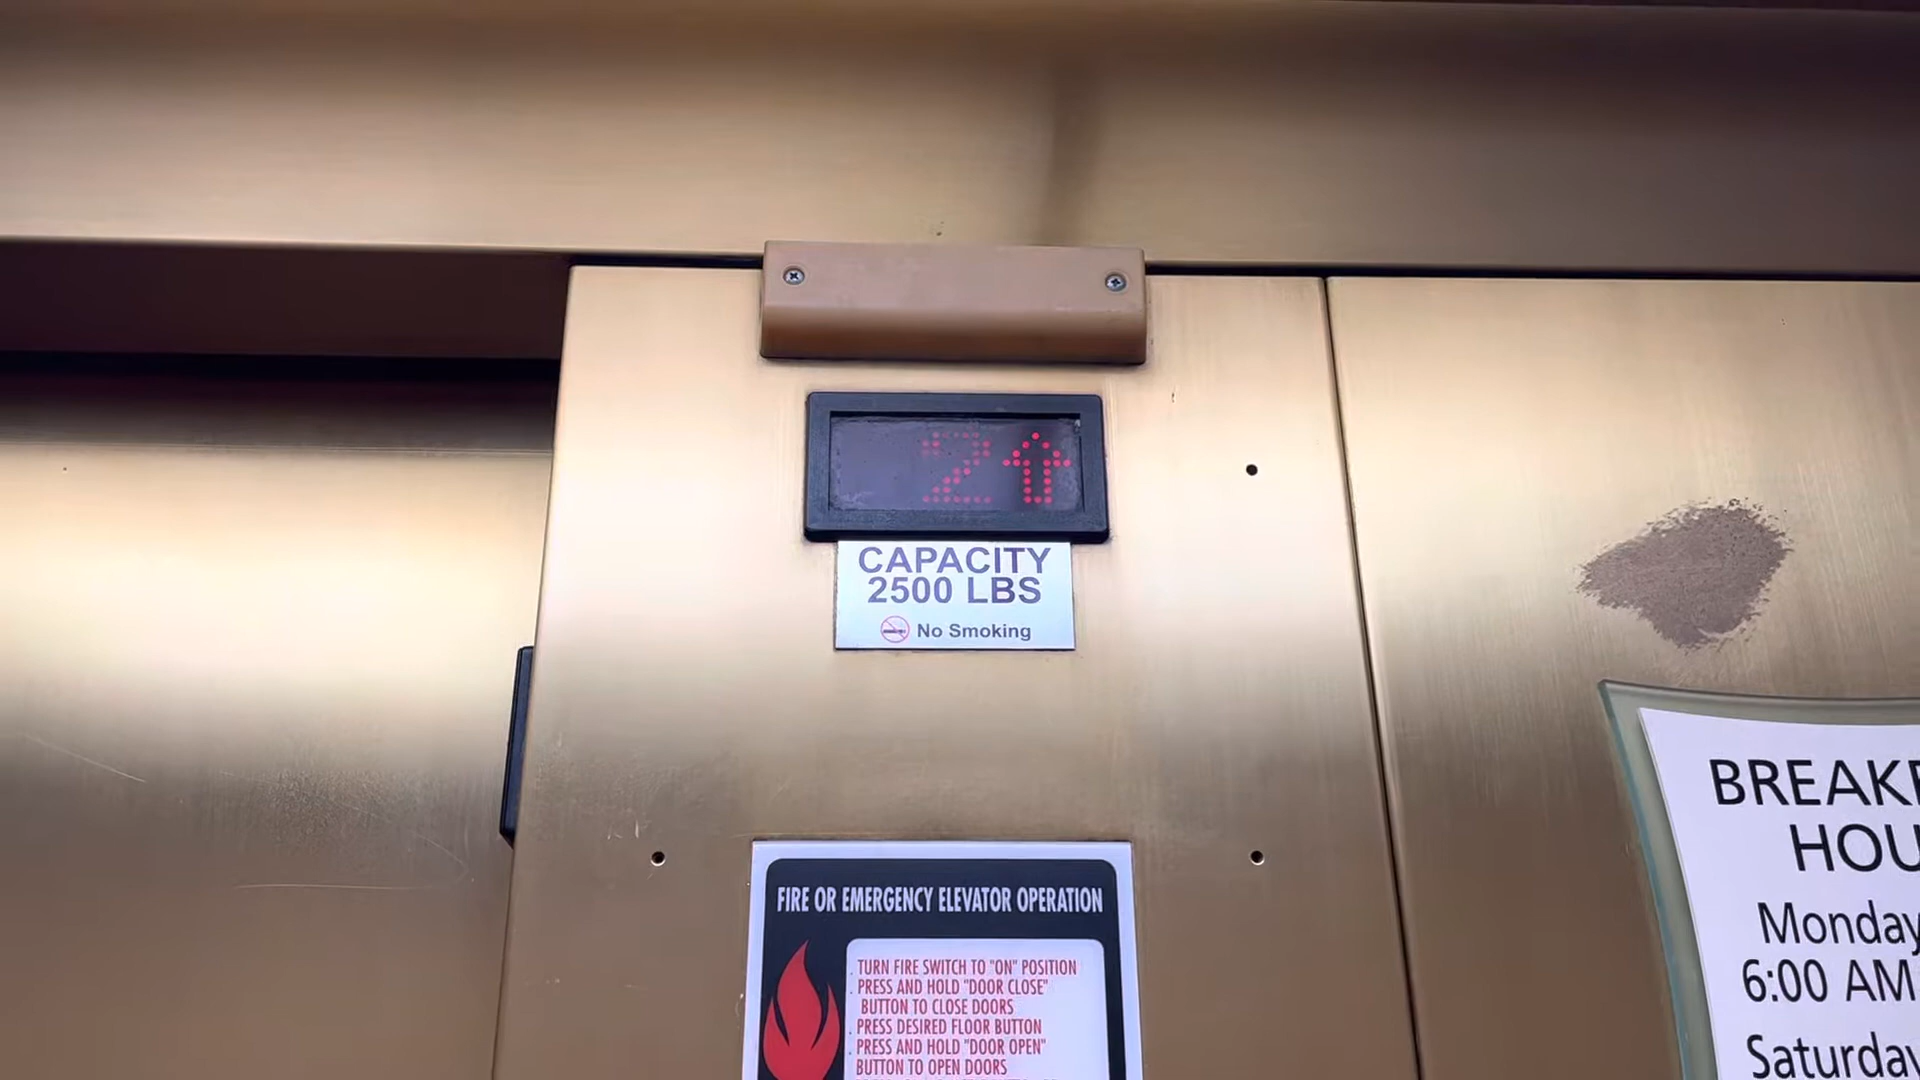 2⇧
CAPACITY
2500 LBS
No Smoking
FIRE OR EMERGENCY ELEVATOR OPERATION
. TURN FIRE SWITCH TO "ON" POSITION
. PRESS AND HOLD "DOOR CLOSE"
BUTTON TO CLOSE DOORS
. PRESS DESIRED FLOOR BUTTON
. PRESS AND HOLD "DOOR OPEN"
BUTTON TO OPEN DOORS
BREAKF
HOU
Monday
6:00 AM
Saturday